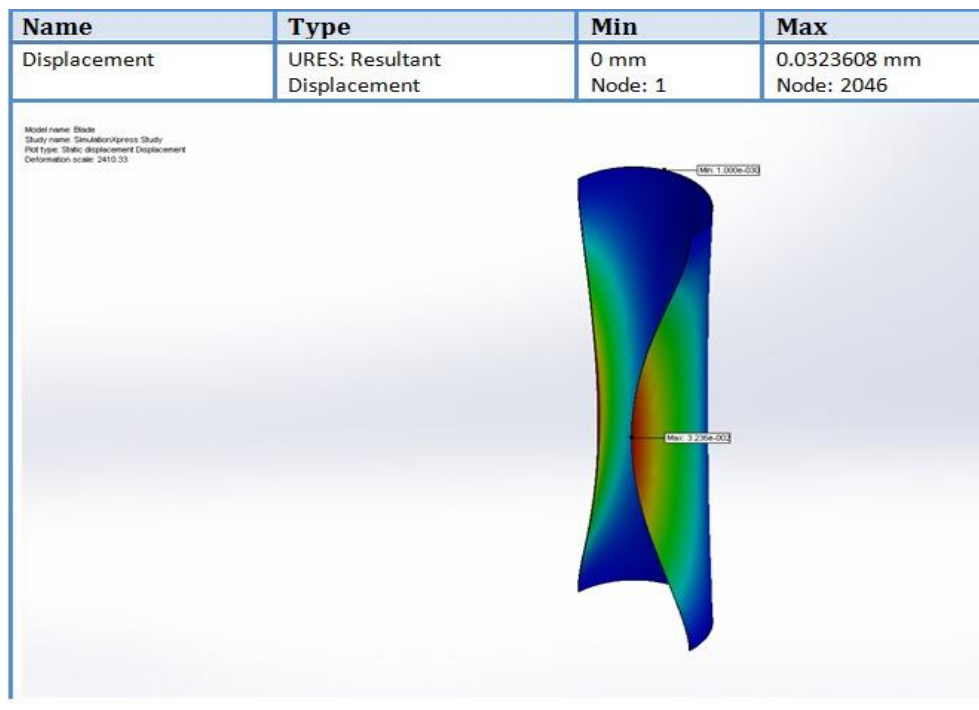 Name Type Min Max
Displacement URES: Resultant 0 mm 0.0323608 mm
Displacement Node: 1 Node: 2046
Model name: Blade
Study name: SimulationXpress Study
Plot type: Static displacement Displacement
Deformation scale: 2410.33
Min: 1.000e-030
Max: 3.236e-002